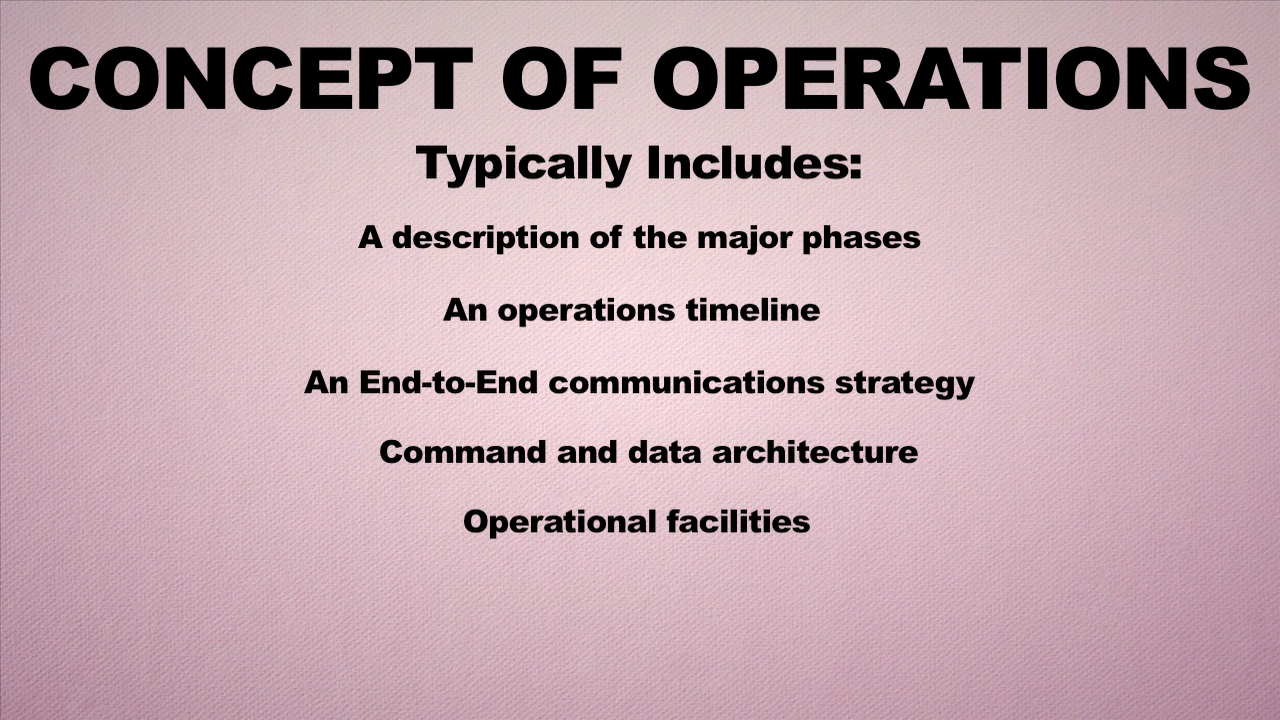 CONCEPT OF OPERATIONS
Typically Includes:
A description of the major phases
An operations timeline
An End-to-End communications strategy
Command and data architecture
Operational facilities